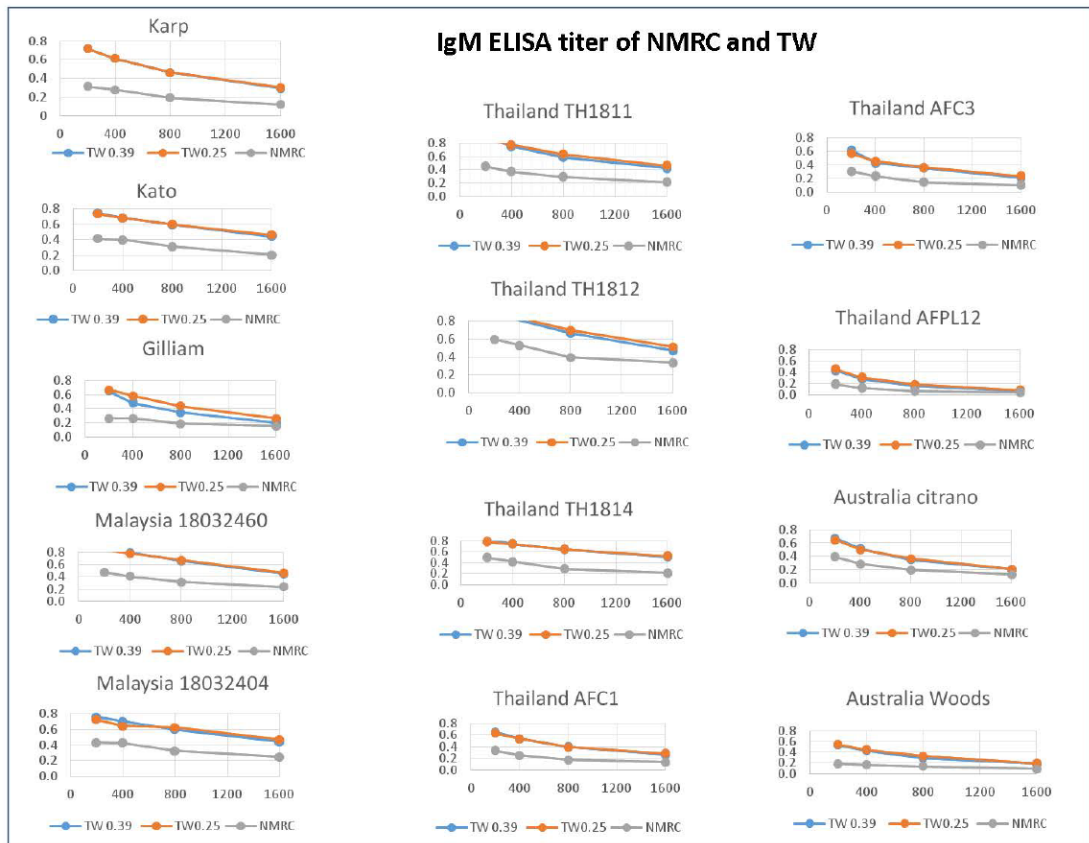 IgM ELISA titer of NMRC and TW
Karp
0.8
0.6
0.4
0.2
0
0 400 800 1200 1600
TW 0.39 TW0.25 NMRC
Kato
0.8
0.6
0.4
0.2
0.0
0 400 800 1200 1600
TW 0.39 TW0.25 NMRC
Gilliam
0.8
0.6
0.4
0.2
0.0
0 400 800 1200 1600
TW 0.39 TW0.25 NMRC
Malaysia 18032460
0.8
0.6
0.4
0.2
0.0
0 400 800 1200 1600
TW 0.39 TW0.25 NMRC
Malaysia 18032404
0.8
0.6
0.4
0.2
0.0
0 400 800 1200 1600
TW 0.39 TW0.25 NMRC
Thailand TH1811
0.8
0.6
0.4
0.2
0.0
0 400 800 1200 1600
TW 0.39 TW0.25 NMRC
Thailand TH1812
0.8
0.6
0.4
0.2
0.0
0 400 800 1200 1600
TW 0.39 TW0.25 NMRC
Thailand TH1814
0.8
0.6
0.4
0.2
0.0
0 400 800 1200 1600
TW 0.39 TW0.25 NMRC
Thailand AFC1
0.8
0.6
0.4
0.2
0.0
0 400 800 1200 1600
TW 0.39 TW0.25 NMRC
Thailand AFC3
0.8
0.6
0.4
0.2
0.0
0 400 800 1200 1600
TW 0.39 TW0.25 NMRC
Thailand AFPL12
0.8
0.6
0.4
0.2
0.0
0 400 800 1200 1600
TW 0.39 TW0.25 NMRC
Australia citrano
0.8
0.6
0.4
0.2
0.0
0 400 800 1200 1600
TW 0.39 TW0.25 NMRC
Australia Woods
0.8
0.6
0.4
0.2
0.0
0 400 800 1200 1600
TW 0.39 TW0.25 NMRC